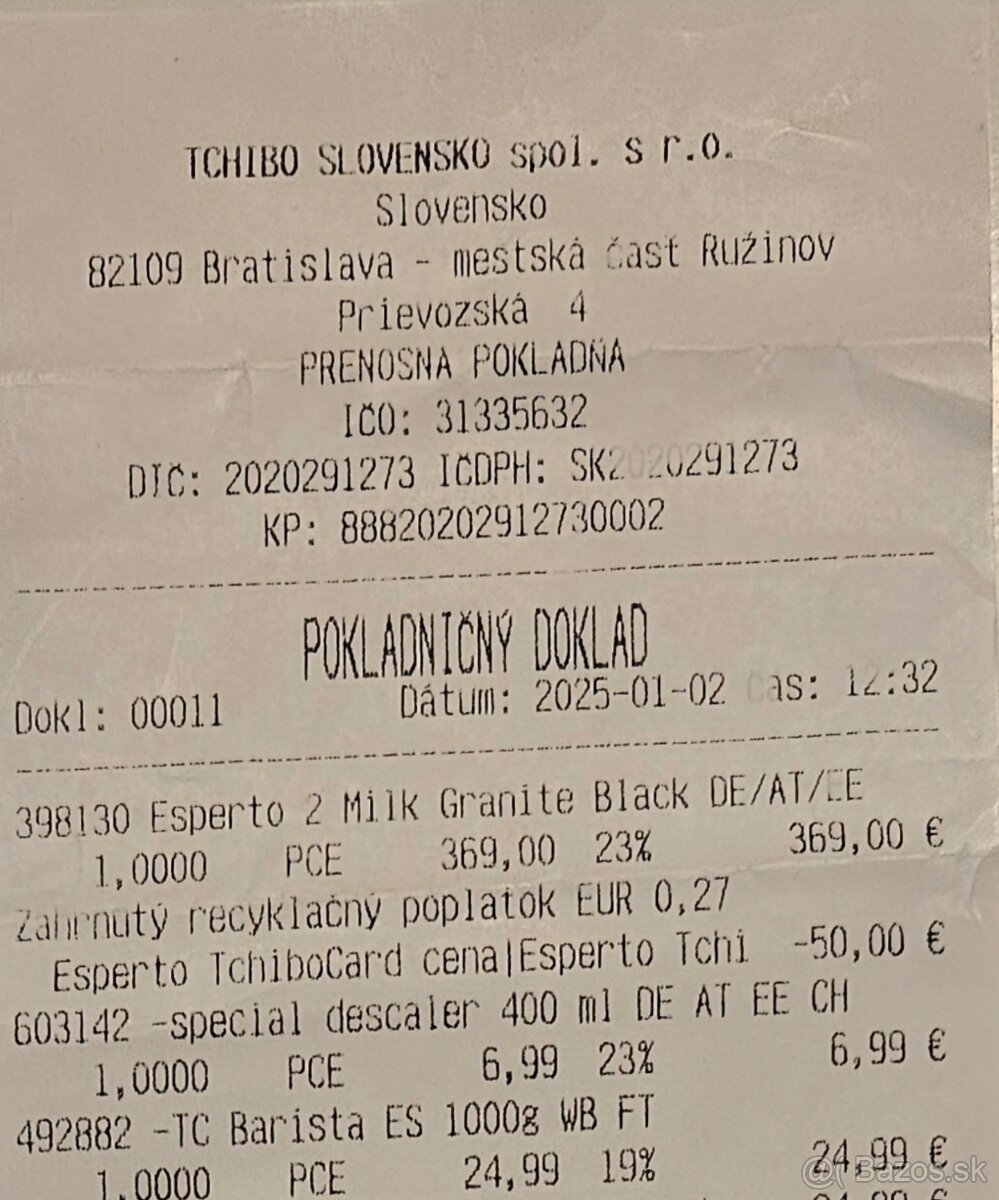 TCHIBO SLOVENSKO spol. s r.o.
Slovensko
82109 Bratislava - mestská časť Ružinov
Prievozská 4
PRENOSNA POKLADŇA
IČO: 31335632
DIČ: 2020291273 IČDPH: SK2020291273
KP: 88820202912730002
POKLADNIČNÝ DOKLAD
Dokl: 00011 Dátum: 2025-01-02 čas: 12:32
398130 Esperto 2 Milk Granite Black DE/AT/EE
1,0000 PCE 369,00 23% 369,00 €
Zahrnutý recyklačný poplatok EUR 0,27
Esperto TchiboCard cena|Esperto Tchi -50,00 €
603142 -special descaler 400 ml DE AT EE CH
1,0000 PCE 6,99 23% 6,99 €
492882 -TC Barista ES 1000g WB FT
1,0000 PCE 24,99 19% 24,99 €
Bazos.sk